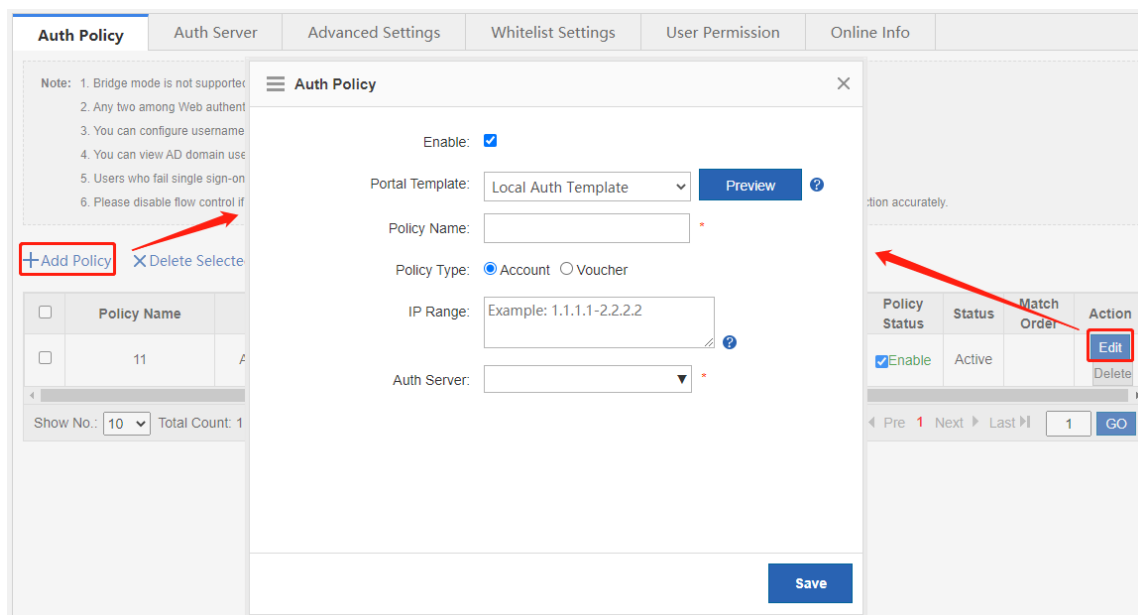 Auth Policy Auth Server Advanced Settings Whitelist Settings User Permission Online Info
Note: 1. Bridge mode is not supported
2. Any two among Web authent
3. You can configure username
4. You can view AD domain use
5. Users who fail single sign-on
6. Please disable flow control if
ction accurately.
+Add Policy Delete Selected
Policy Name
Policy Status Status Match Order Action
11 A Enable Active Edit
Delete
Show No.: 10 Total Count: 1 Pre 1 Next Last 1 GO
Auth Policy
Enable:
Portal Template: Local Auth Template Preview ?
Policy Name: *
Policy Type: Account Voucher
IP Range: Example: 1.1.1.1-2.2.2.2 ?
Auth Server: *
Save